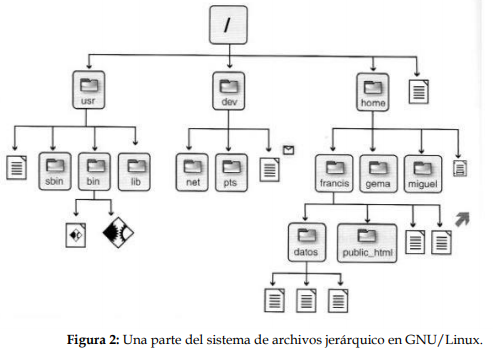 /
usr
dev
home
sbin
bin
lib
net
pts
francis
gema
miguel
datos
public_html
Figura 2: Una parte del sistema de archivos jerárquico en GNU/Linux.